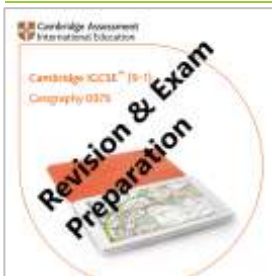 Cambridge Assessment
International Education
Cambridge IGCSE™ (9-1)
Geography 0976
Revision & Exam
Preparation